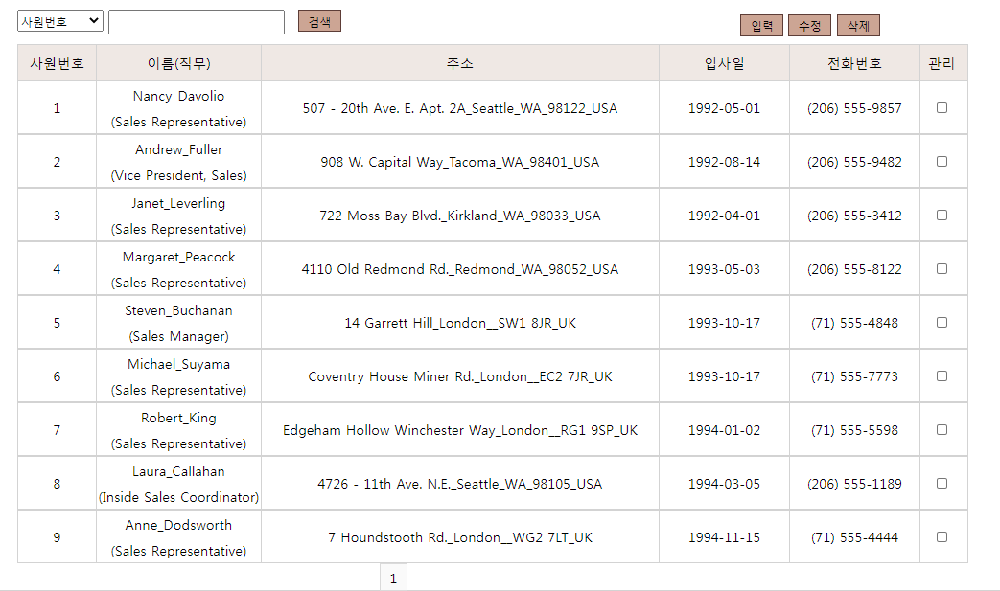 사원번호 검색 입력 수정 삭제
사원번호 이름(직무) 주소 입사일 전화번호 관리
1 Nancy_Davolio 507 - 20th Ave. E. Apt. 2A_Seattle_WA_98122_USA 1992-05-01 (206) 555-9857
(Sales Representative)
2 Andrew_Fuller 908 W. Capital Way_Tacoma_WA_98401_USA 1992-08-14 (206) 555-9482
(Vice President, Sales)
3 Janet_Leverling 722 Moss Bay Blvd._Kirkland_WA_98033_USA 1992-04-01 (206) 555-3412
(Sales Representative)
4 Margaret_Peacock 4110 Old Redmond Rd._Redmond_WA_98052_USA 1993-05-03 (206) 555-8122
(Sales Representative)
5 Steven_Buchanan 14 Garrett Hill_London__SW1 8JR_UK 1993-10-17 (71) 555-4848
(Sales Manager)
6 Michael_Suyama Coventry House Miner Rd._London__EC2 7JR_UK 1993-10-17 (71) 555-7773
(Sales Representative)
7 Robert_King Edgeham Hollow Winchester Way_London__RG1 9SP_UK 1994-01-02 (71) 555-5598
(Sales Representative)
8 Laura_Callahan 4726 - 11th Ave. N.E._Seattle_WA_98105_USA 1994-03-05 (206) 555-1189
(Inside Sales Coordinator)
9 Anne_Dodsworth 7 Houndstooth Rd._London__WG2 7LT_UK 1994-11-15 (71) 555-4444
(Sales Representative)
1